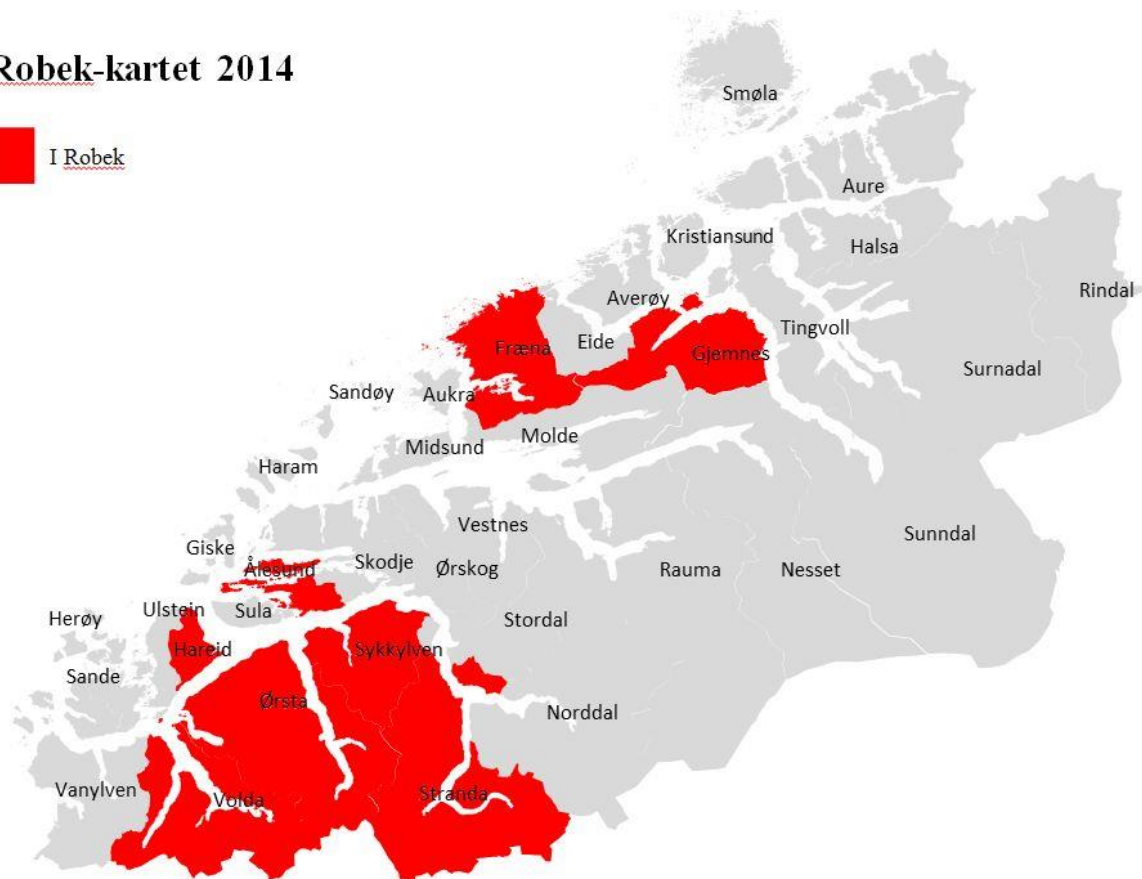 Robek-kartet 2014
I Robek
Smøla
Aure
Kristiansund
Halsa
Rindal
Averøy
Tingvoll
Eide
Fræna
Gjemnes
Surnadal
Sandøy
Aukra
Molde
Midsund
Haram
Vestnes
Sunndal
Giske
Skodje
Ørskog
Rauma
Nesset
Ålesund
Ulstein
Sula
Herøy
Stordal
Hareid
Sykkylven
Sande
Ørsta
Norddal
Vanylven
Volda
Stranda